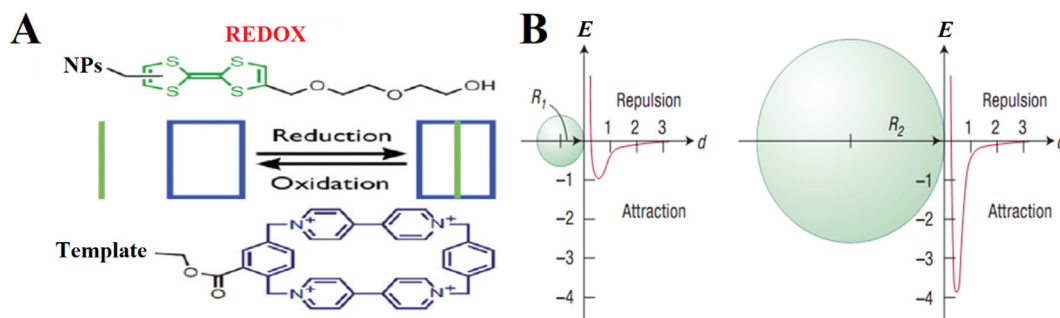 A
REDOX
NPs
S
S
S
S
O
O
OH
Reduction
Oxidation
Template
O
O
N+
N+
N+
N+
B
E
R1
Repulsion
1 2 3
d
−1
−2
−3
−4
Attraction
E
R2
Repulsion
1 2 3
−1
−2
−3
−4
Attraction